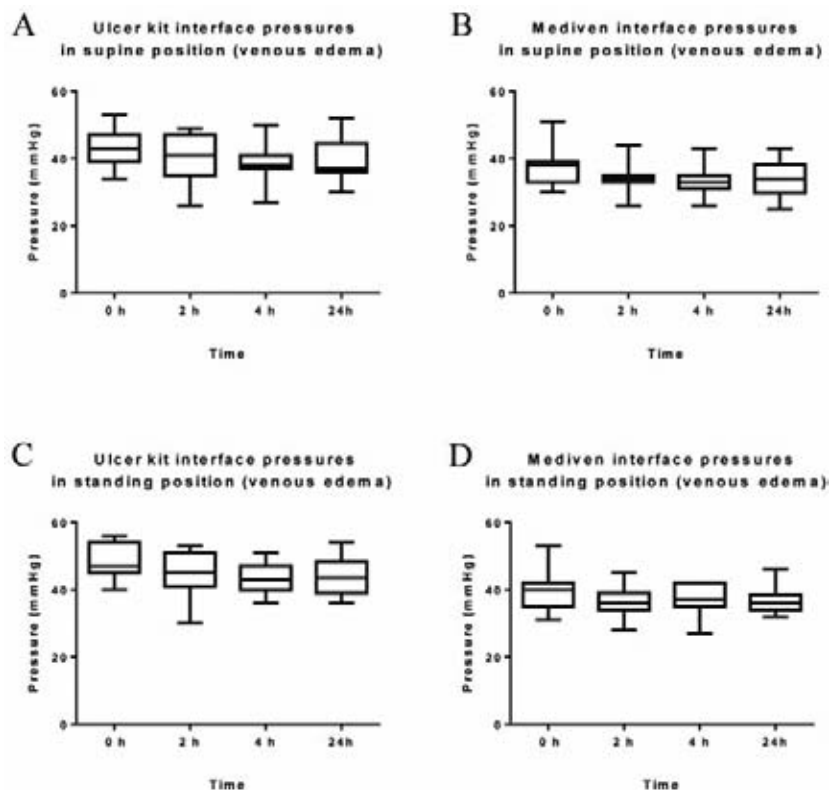 A
Ulcer kit interface pressures
in supine position (venous edema)
Pressure (mmHg)
60
40
20
0
0 h 2 h 4 h 24h
Time
B
Mediven interface pressures
in supine position (venous edema)
Pressure (mmHg)
60
40
20
0
0 h 2 h 4 h 24h
Time
C
Ulcer kit interface pressures
in standing position (venous edema)
Pressure (mmHg)
60
40
20
0
0 h 2 h 4 h 24h
Time
D
Mediven interface pressures
in standing position (venous edema)
Pressure (mmHg)
60
40
20
0
0 h 2 h 4 h 24h
Time